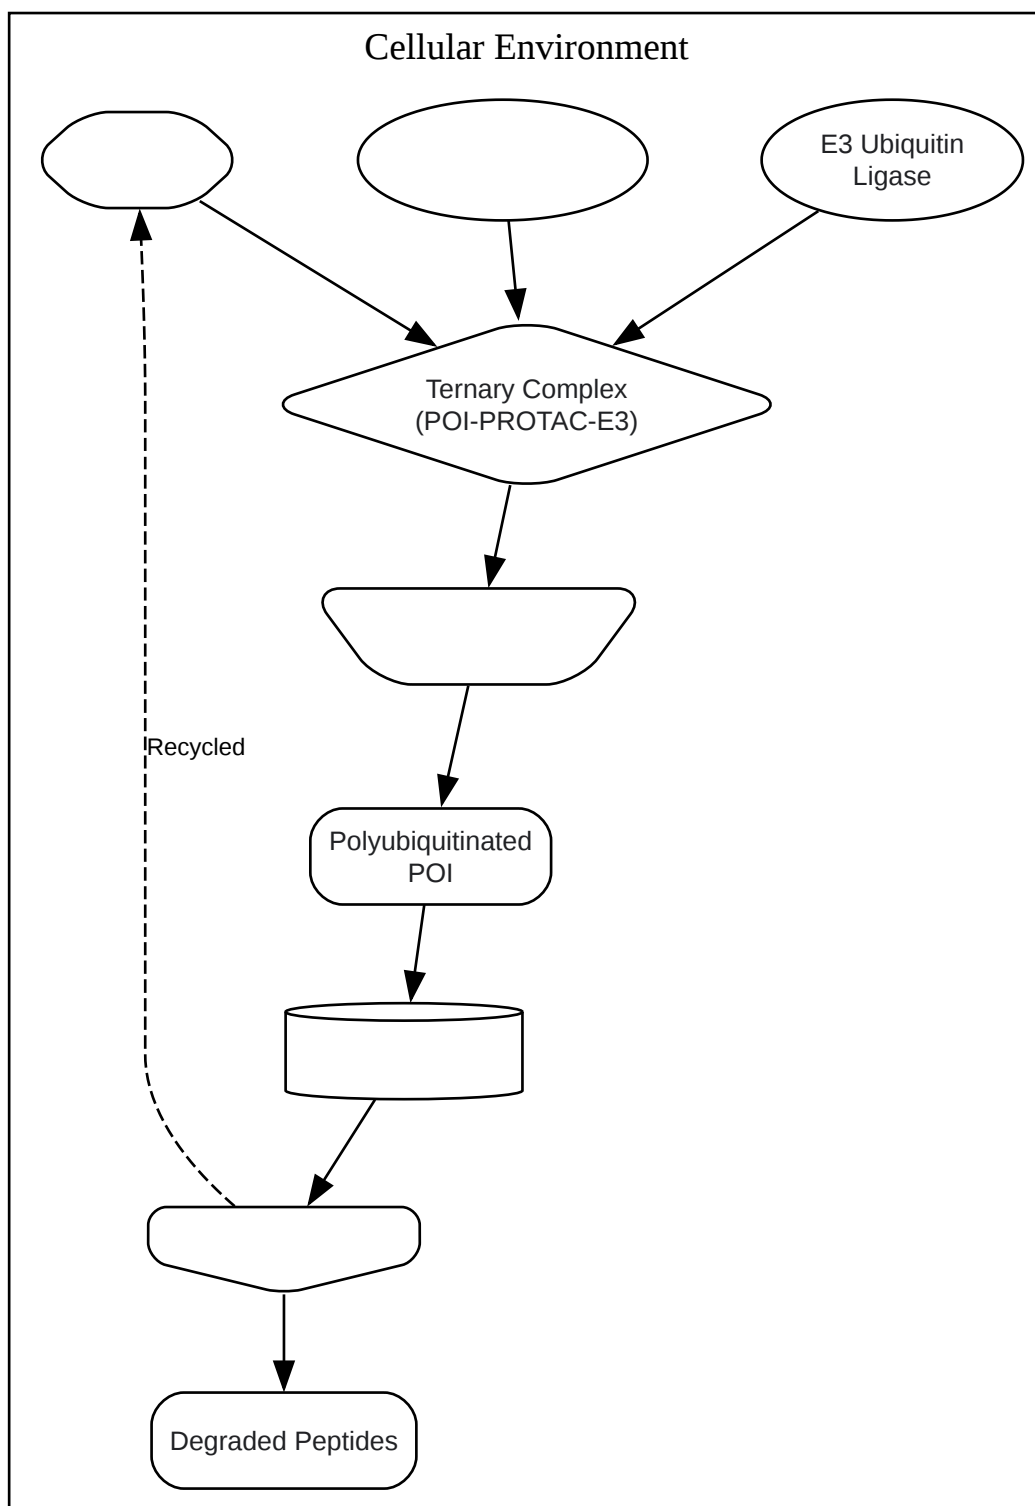 Cellular Environment
E3 Ubiquitin
Ligase
Ternary Complex
(POI-PROTAC-E3)
Recycled
Polyubiquitinated
POI
Degraded Peptides